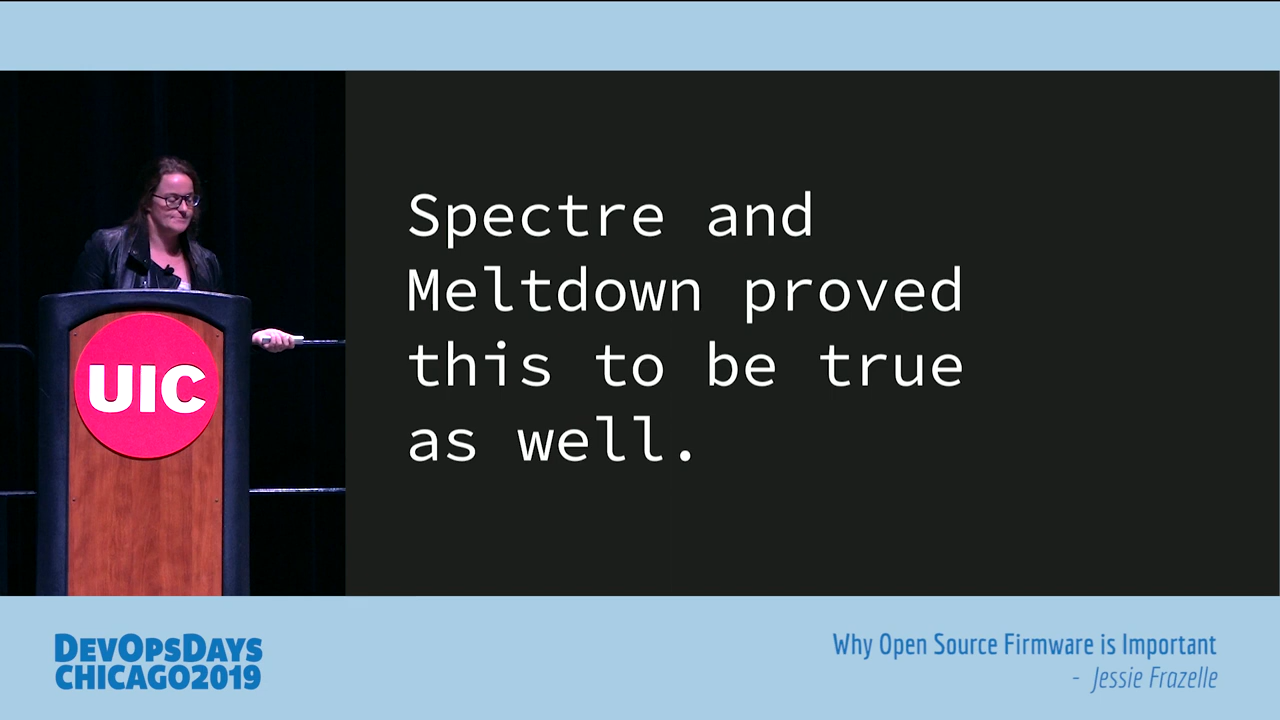 UIC
Spectre and
Meltdown proved
this to be true
as well.
DEVOPSDAYS
CHICAGO2019
Why Open Source Firmware is Important
- Jessie Frazelle